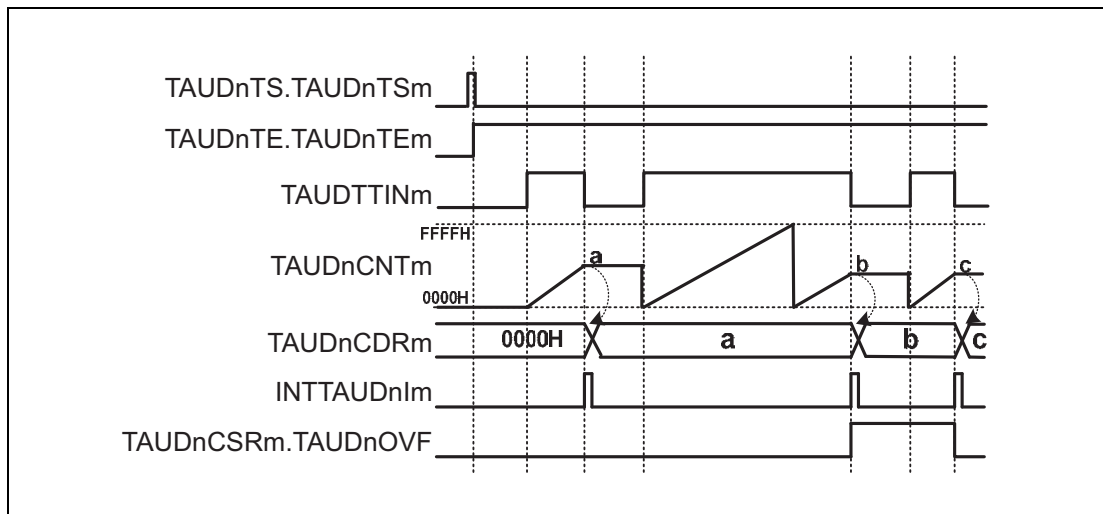 TAUDnTS.TAUDnTSm
TAUDnTE.TAUDnTEm
TAUDTTINm
FFFFH
TAUDnCNTm
0000H
a
b
c
TAUDnCDRm
0000H
a
b
c
INTTAUDnIm
TAUDnCSRm.TAUDnOVF